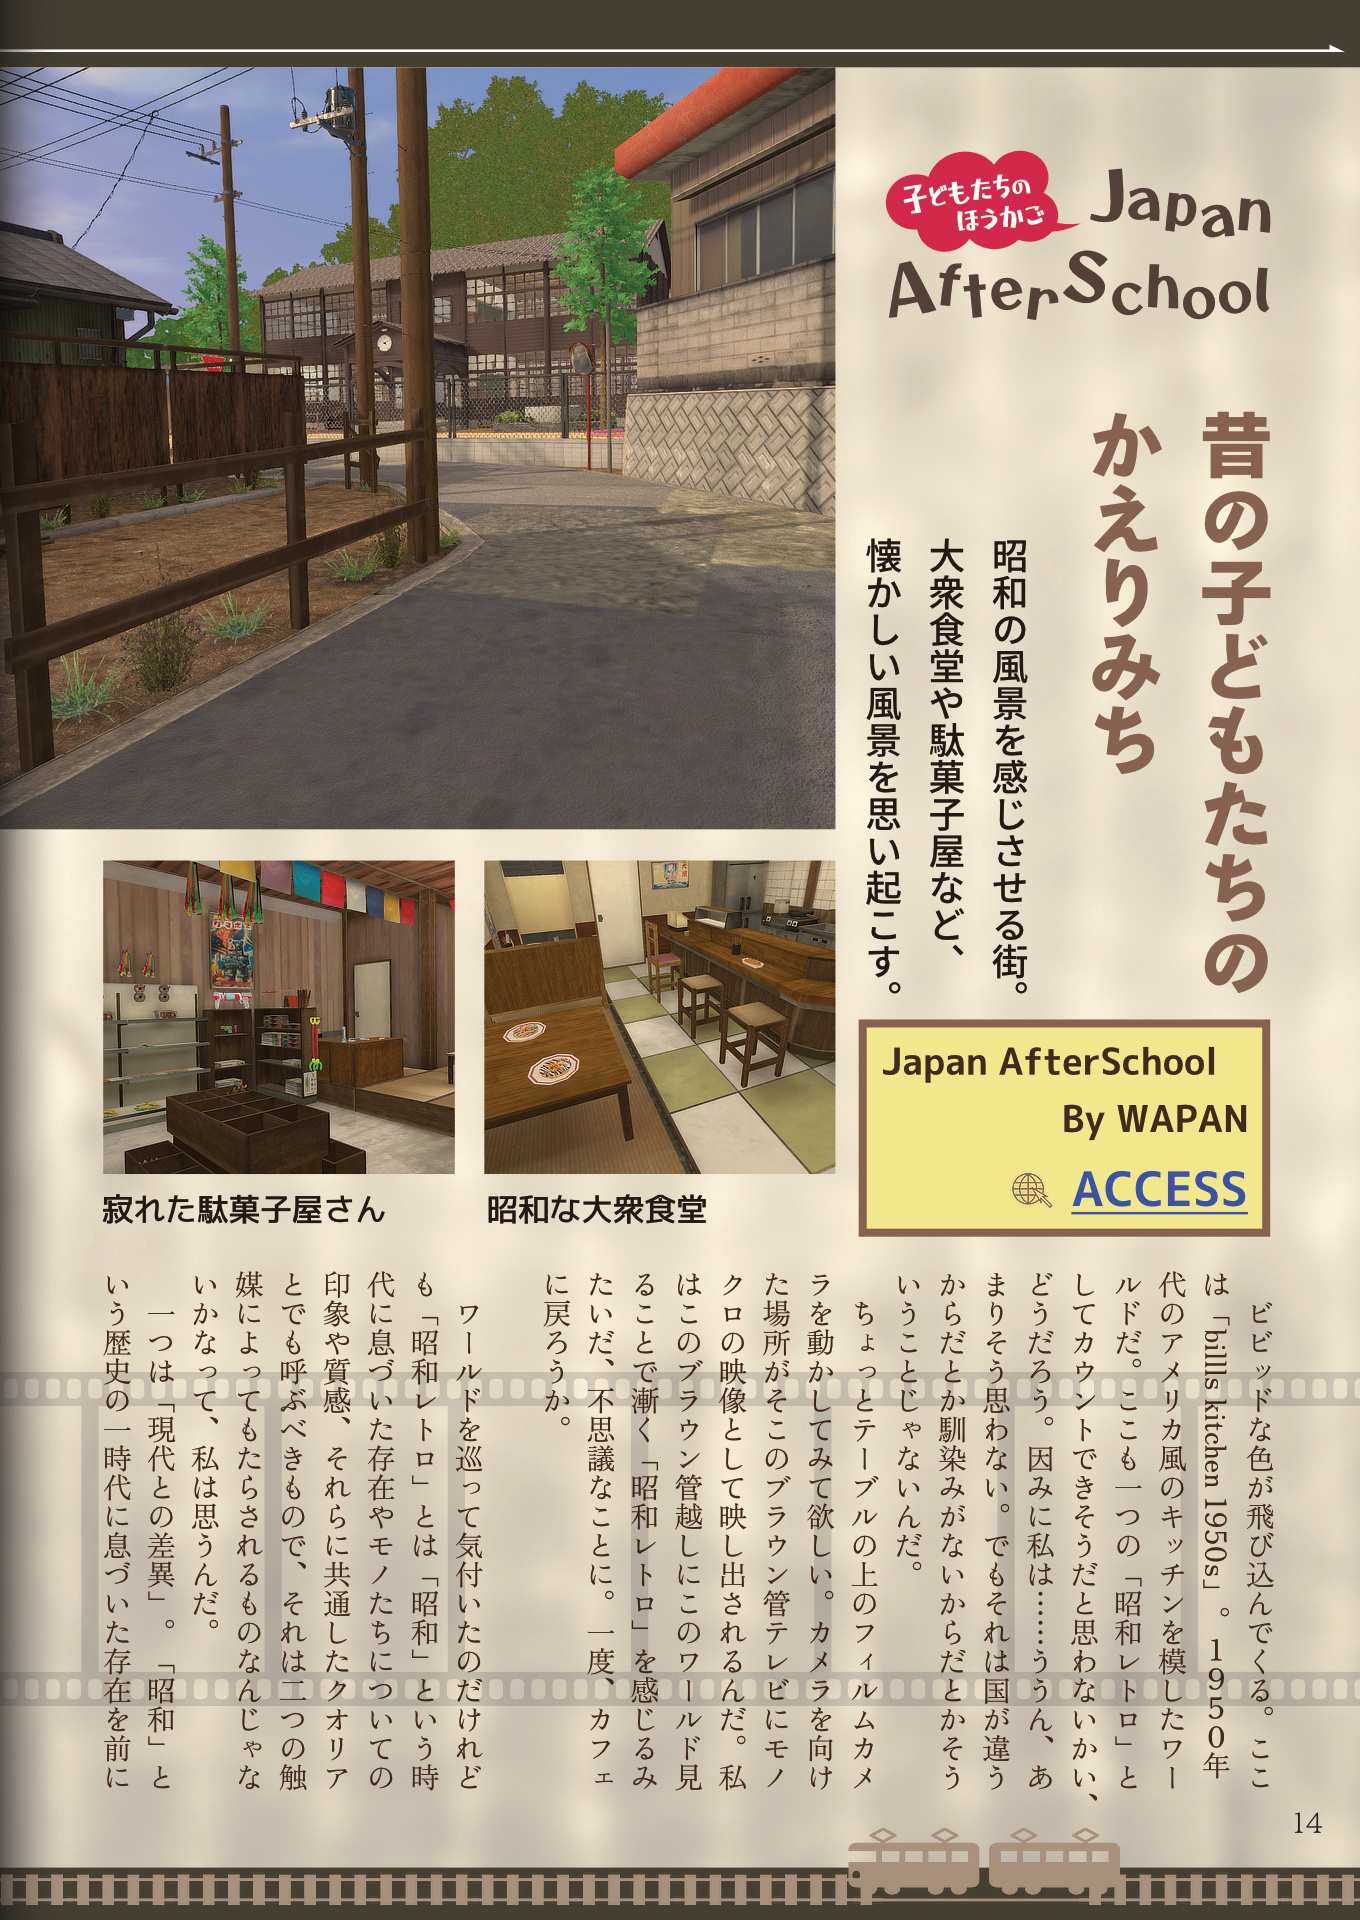 子どもたちの
ほうかご
Japan
AfterSchool
昔の子どもたちの
かえりみち
昭和の風景を感じさせる街。
大衆食堂や駄菓子屋など、
懐かしい風景を思い起こす。
Japan AfterSchool
By WAPAN
ACCESS
昭和な大衆食堂
寂れた駄菓子屋さん
ビビッドな色が飛び込んでくる。ここ
は「bills kitchen 1950s」。1950年
代のアメリカ風のキッチンを模したワー
ルドだ。ここも一つの「昭和レトロ」と
してカウントできそうだと思わないかい、
どうだろう。因みに私は……ううん、あ
まりそう思わない。でもそれは国が違う
からだとか馴染みがないからだとかそう
いうことじゃないんだ。
ちょっとテーブルの上のフィルムカメ
ラを動かしてみて欲しい。カメラを向け
た場所がそこのブラウン管テレビにモノ
クロの映像として映し出されるんだ。私
はこのブラウン管越しにこのワールド見
ることで漸く「昭和レトロ」を感じるみ
たいだ、不思議なことに。一度、カフェ
に戻ろうか。
ワールドを巡って気付いたのだけれど
も「昭和レトロ」とは「昭和」という時
代に息づいた存在やモノたちについての
印象や質感、それらに共通したクオリア
とでも呼ぶべきもので、それは二つの触
媒によってもたらされるものなんじゃな
いかなって、私は思うんだ。
一つは「現代との差異」。「昭和」と
いう歴史の一時代に息づいた存在を前に
14